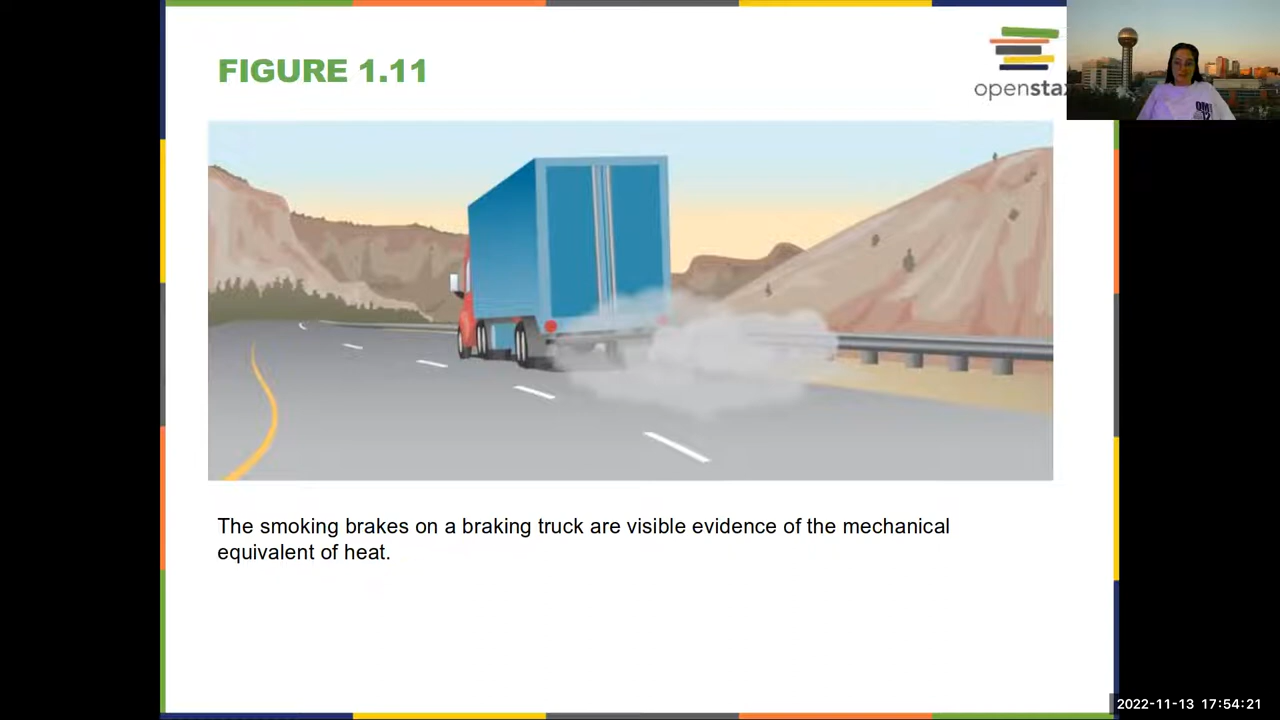 FIGURE 1.11
openstax
The smoking brakes on a braking truck are visible evidence of the mechanical
equivalent of heat.
2022-11-13 17:54:21